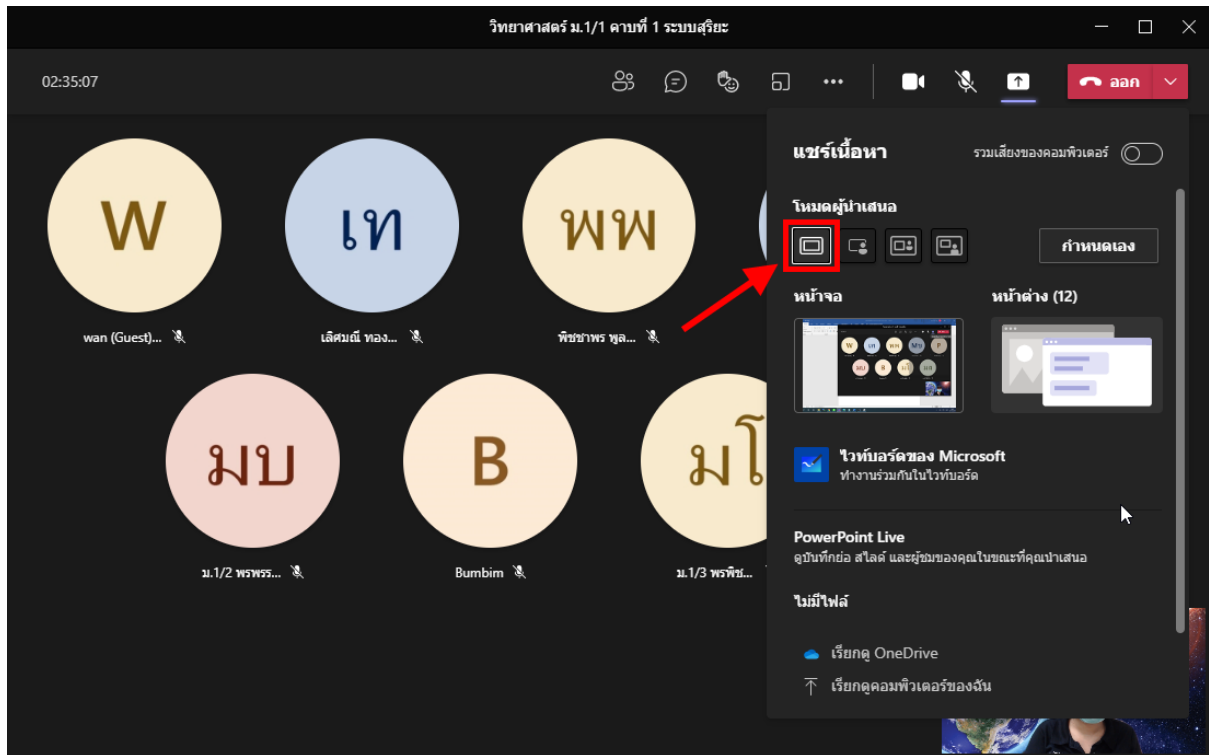 วิทยาศาสตร์ ม.1/1 คาบที่ 1 ระบบสุริยะ
02:35:07
ออก
แชร์เนื้อหา
รวมเสียงของคอมพิวเตอร์
โหมดผู้นำเสนอ
กำหนดเอง
หน้าจอ
หน้าต่าง (12)
W
เท
พพ
wan (Guest)...
เลิศมณี ทอง...
พิชชาพร พูล...
มบ
B
มโ
ไวท์บอร์ดของ Microsoft
ทำงานร่วมกันในไวท์บอร์ด
PowerPoint Live
ดูบันทึกย่อ สไลด์ และผู้ชมของคุณในขณะที่คุณนำเสนอ
ม.1/2 พรพรร...
Bumbim
ม.1/3 พรพิช...
ไม่มีไฟล์
เรียกดู OneDrive
เรียกดูคอมพิวเตอร์ของฉัน